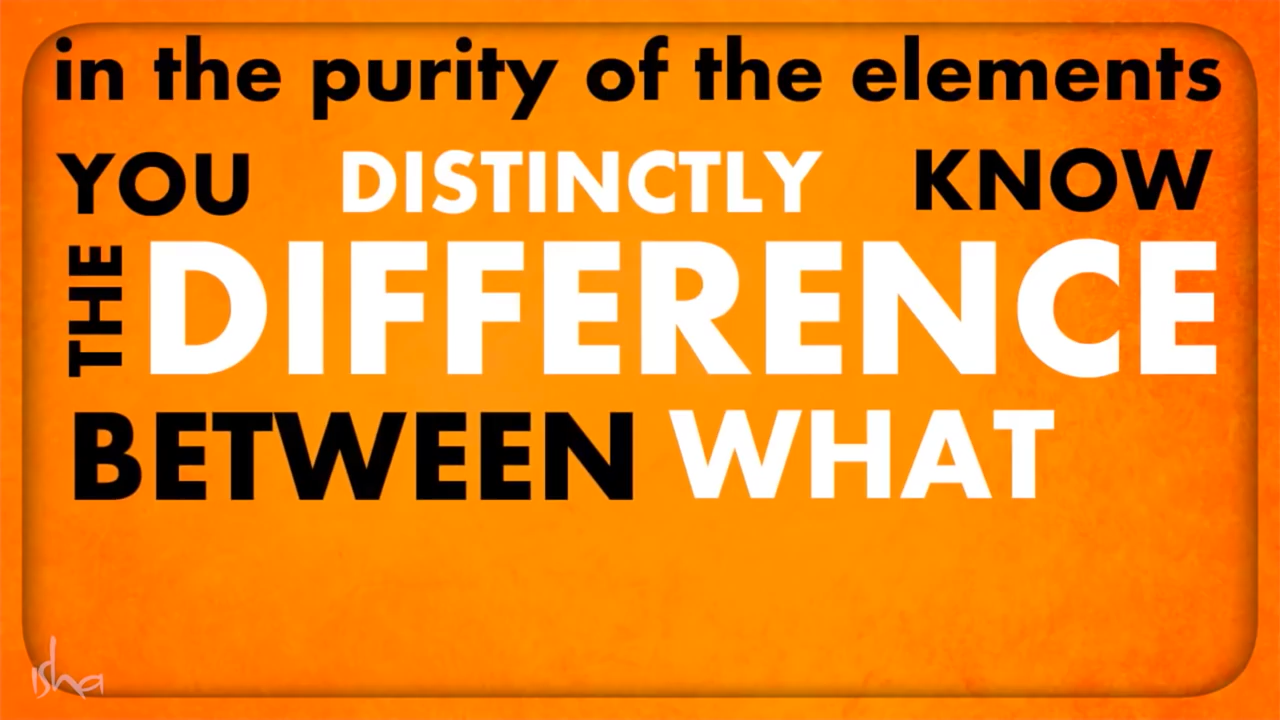 in the purity of the elements
YOU DISTINCTLY KNOW
THE DIFFERENCE
BETWEEN WHAT
isha